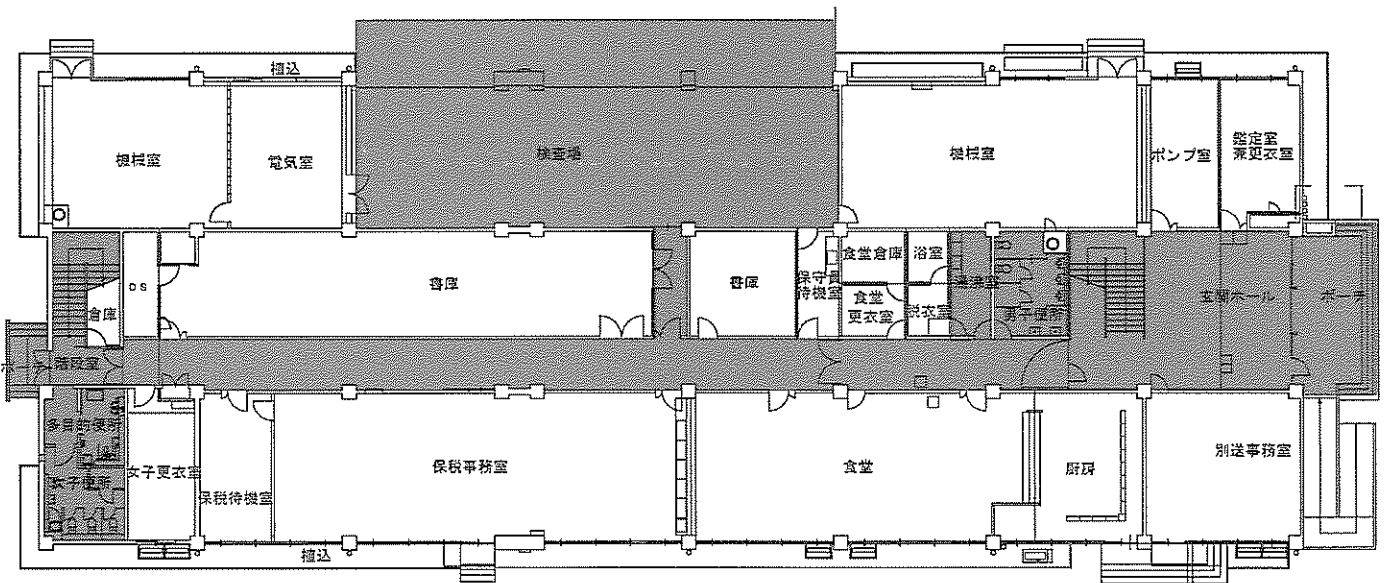 植込
機械室
電気室
検査場
機械室
ポンプ室
鑑定室
兼更衣室
倉庫
DS
書庫
書庫
保守員
待機室
食堂倉庫
浴室
食堂
更衣室
脱衣室
湯沸室
男子便所
玄関ホール
ポーチ
ポーチ
階段室
多目的便所
女子便所
女子更衣室
保税待機室
保税事務室
食堂
厨房
別送事務室
植込